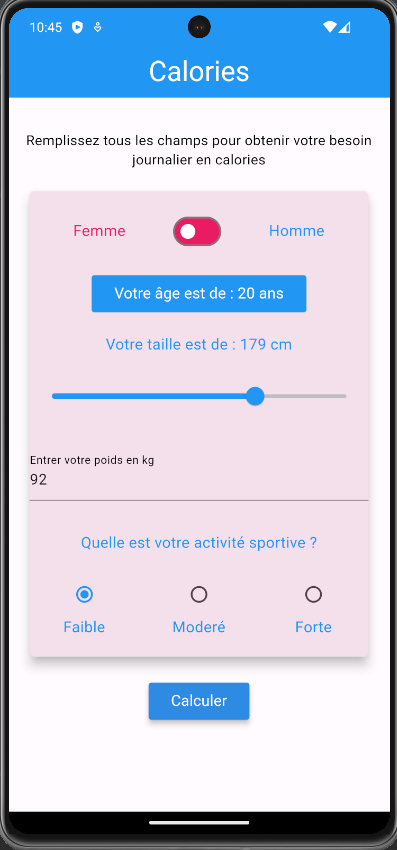 10:45
Calories
Remplissez tous les champs pour obtenir votre besoin
journalier en calories
Femme
Homme
Votre âge est de : 20 ans
Votre taille est de : 179 cm
Entrer votre poids en kg
92
Quelle est votre activité sportive ?
Faible
Moderé
Forte
Calculer